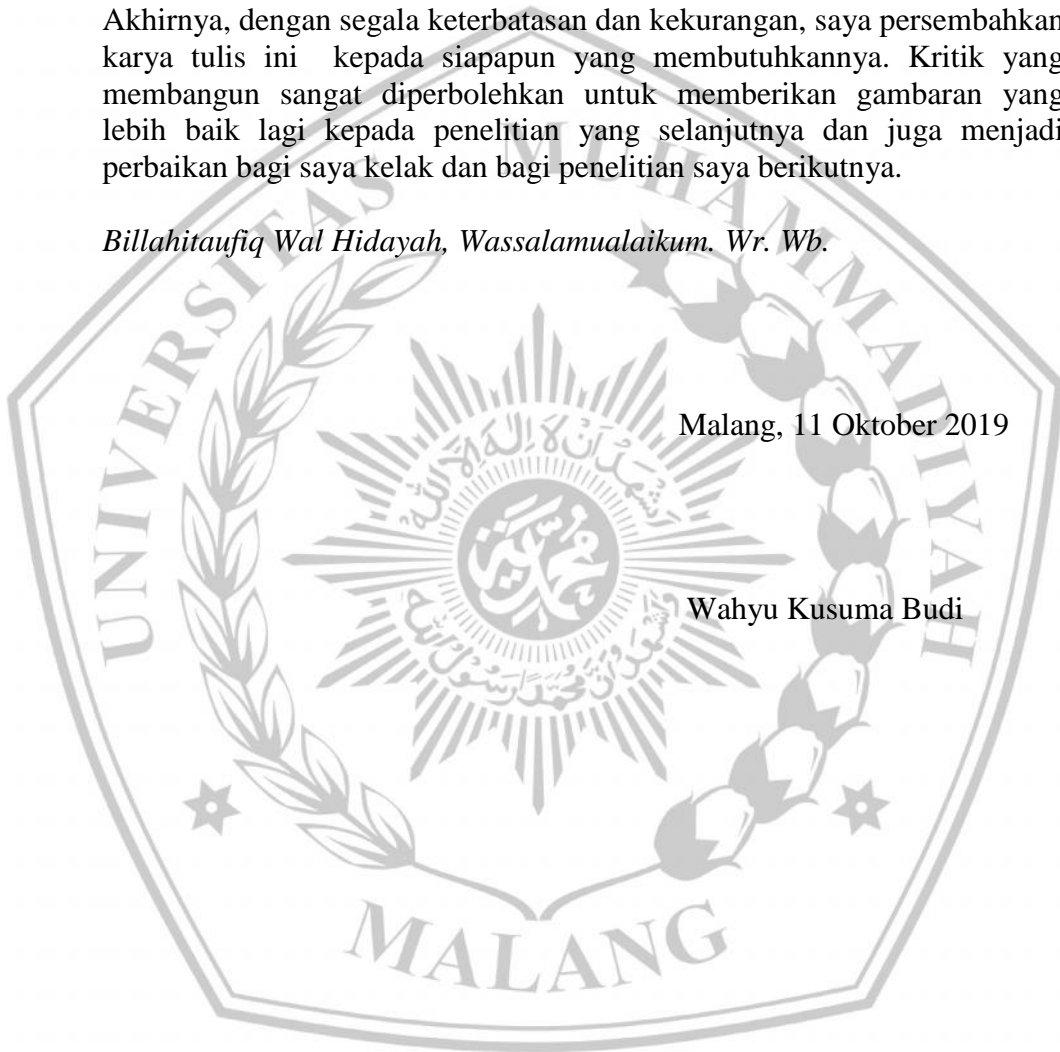 Akhirnya, dengan segala keterbatasan dan kekurangan, saya persembahkan
karya tulis ini kepada siapapun yang membutuhkannya. Kritik yang
membangun sangat diperbolehkan untuk memberikan gambaran yang
lebih baik lagi kepada penelitian yang selanjutnya dan juga menjadi
perbaikan bagi saya kelak dan bagi penelitian saya berikutnya.
Billahitaufiq Wal Hidayah, Wassalamualaikum. Wr. Wb.
Malang, 11 Oktober 2019
Wahyu Kusuma Budi
UNIVERSITAS MUHAMMADIYAH
MALANG